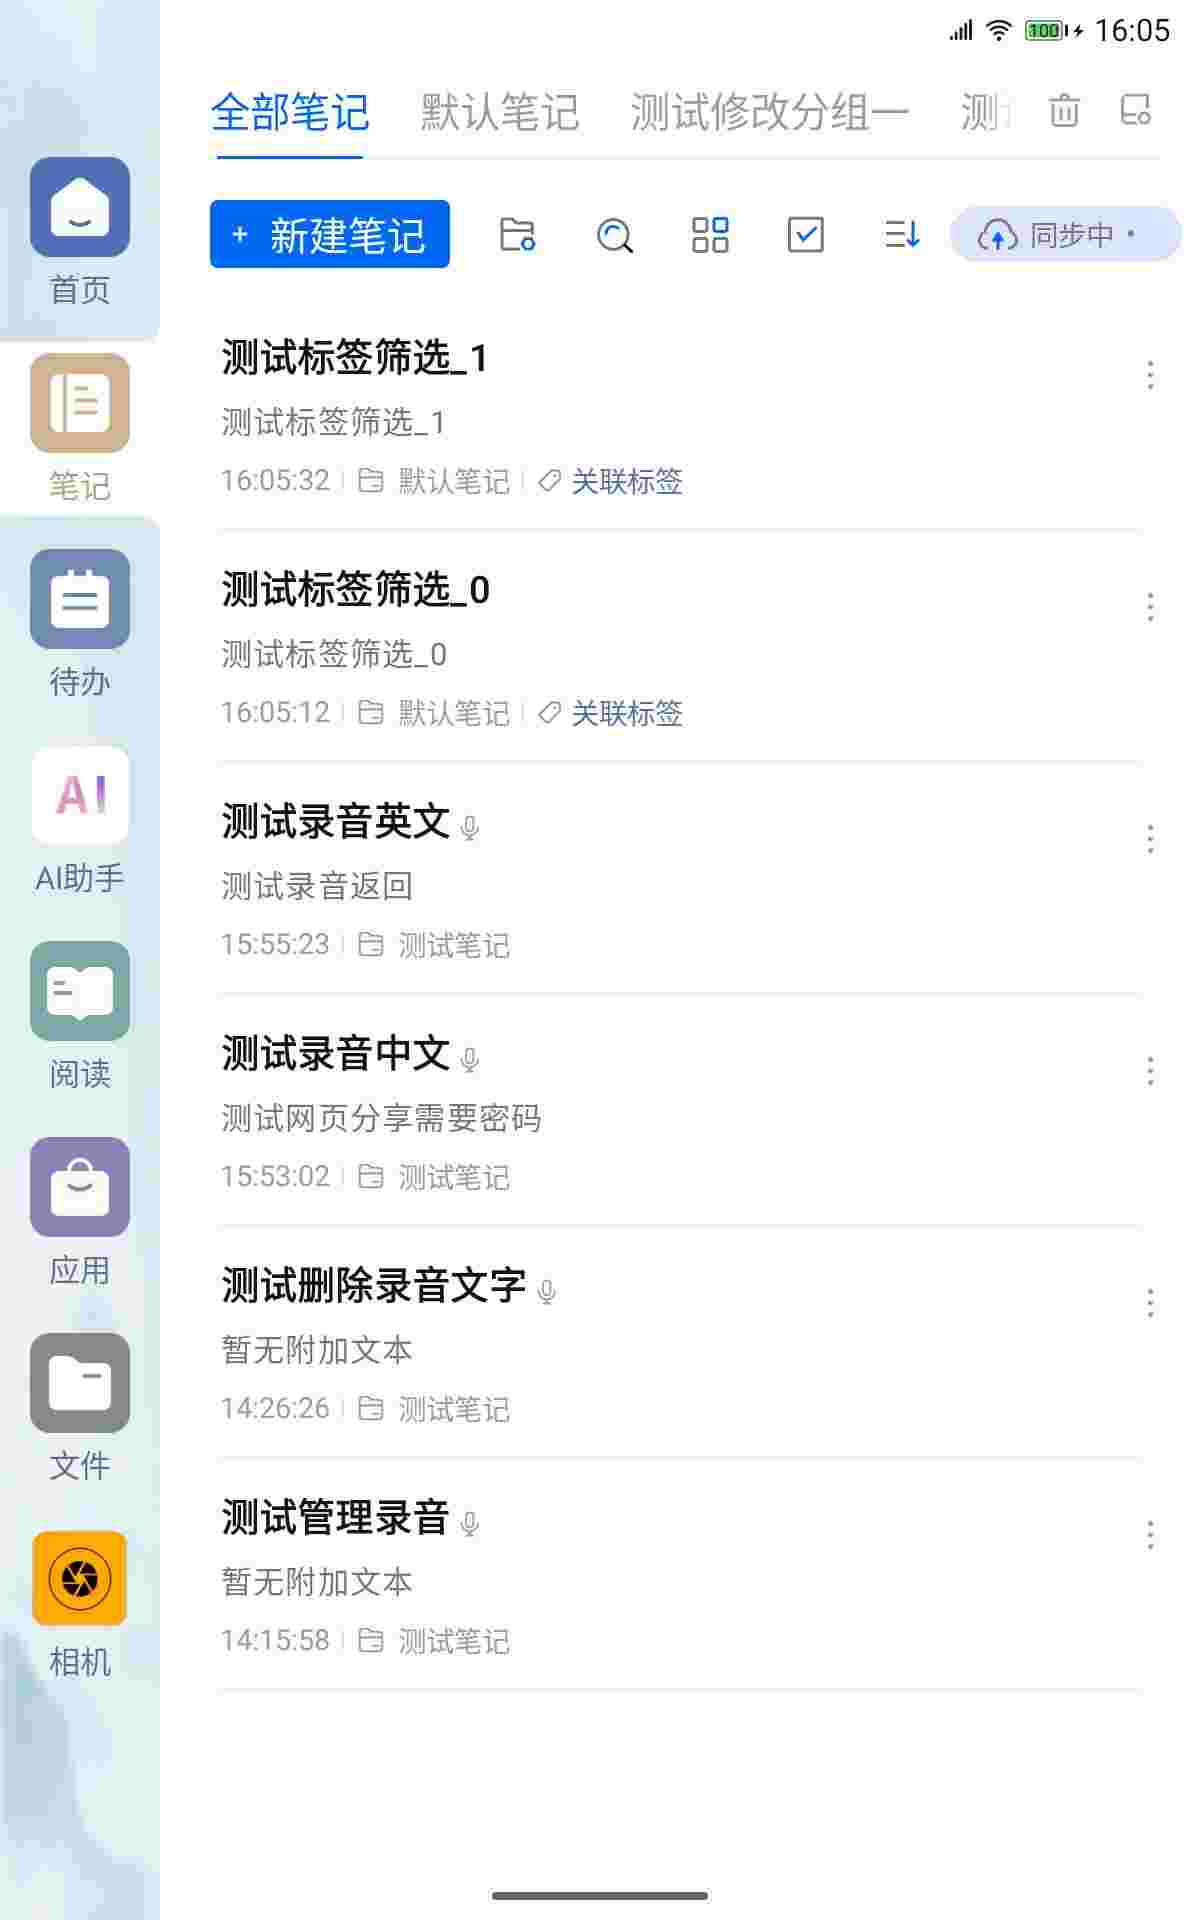 16:05
全部笔记 默认笔记 测试修改分组一 测
+ 新建笔记 同步中
首页
笔记
待办
AI
AI助手
阅读
应用
文件
相机
测试标签筛选_1
测试标签筛选_1
16:05:32 默认笔记 关联标签
测试标签筛选_0
测试标签筛选_0
16:05:12 默认笔记 关联标签
测试录音英文
测试录音返回
15:55:23 测试笔记
测试录音中文
测试网页分享需要密码
15:53:02 测试笔记
测试删除录音文字
暂无附加文本
14:26:26 测试笔记
测试管理录音
暂无附加文本
14:15:58 测试笔记